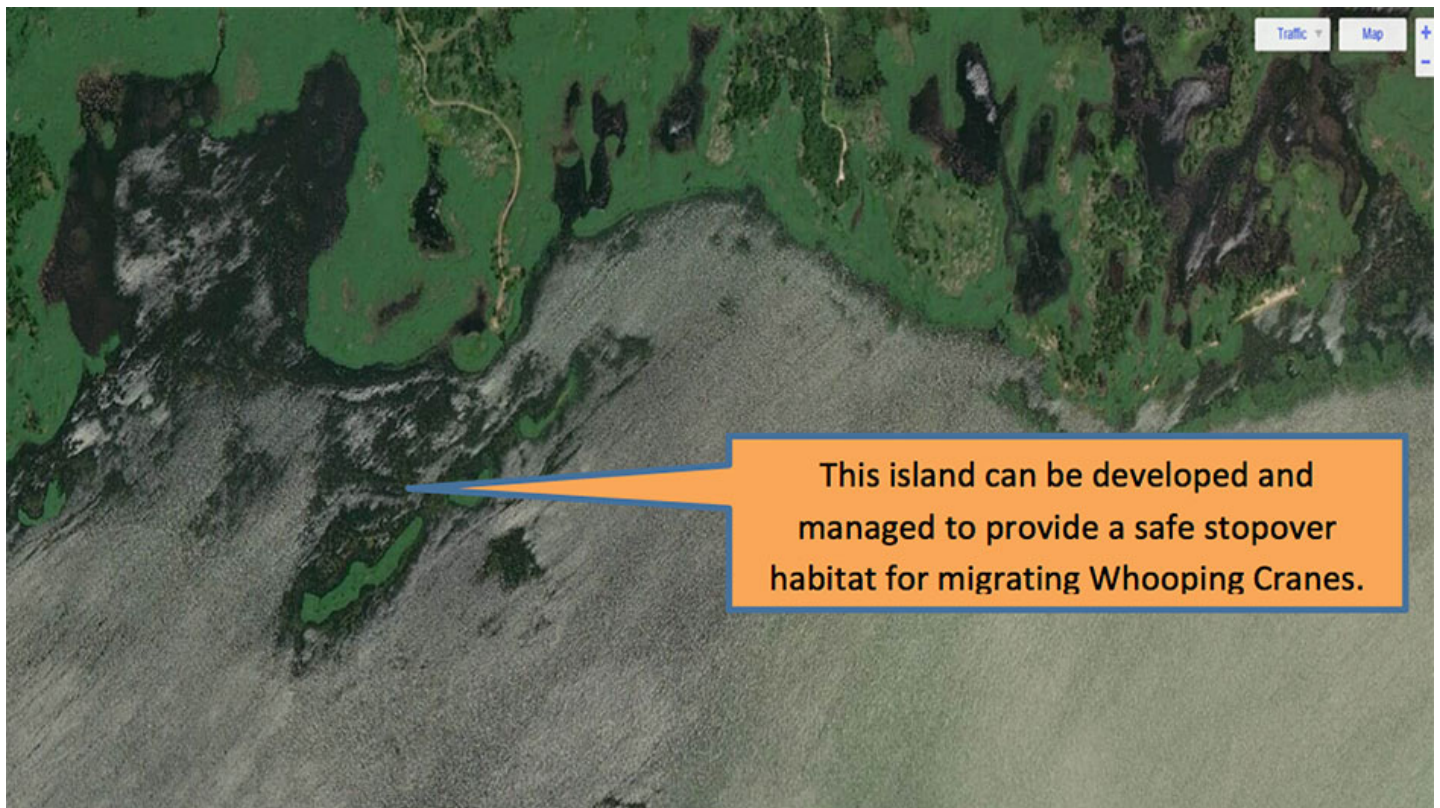 Traffic Map +
-
This island can be developed and
managed to provide a safe stopover
habitat for migrating Whooping Cranes.